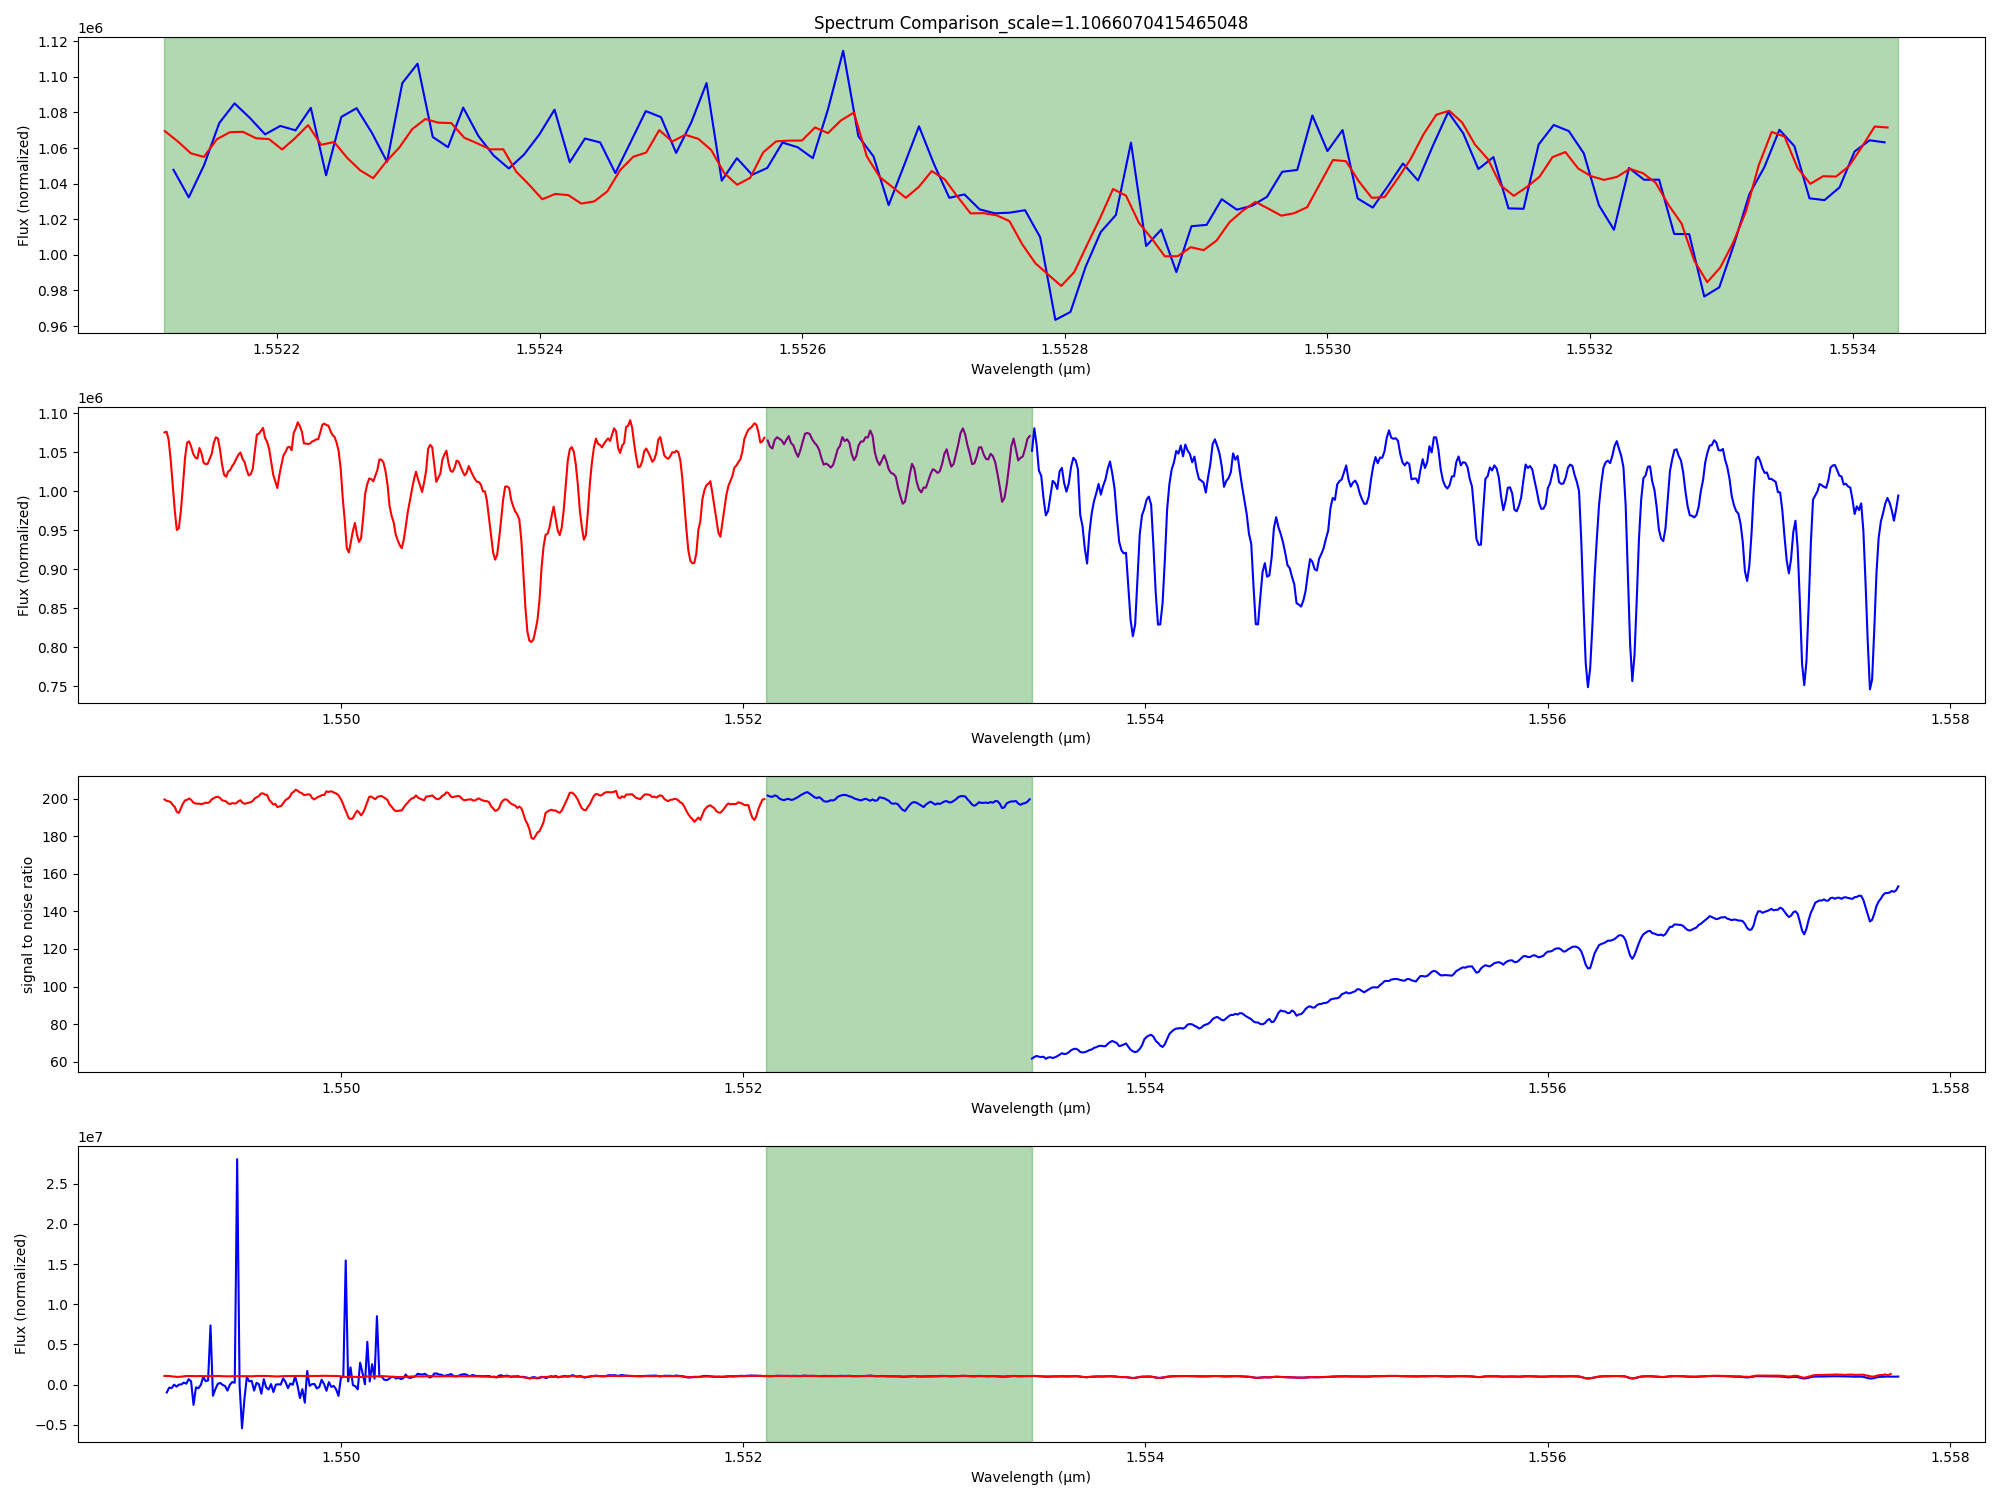 Spectrum Comparison_scale=1.1066070415465048
1e6
1.12
1.10
1.08
1.06
1.04
1.02
1.00
0.98
0.96
Flux (normalized)
1.5522 1.5524 1.5526 1.5528 1.5530 1.5532 1.5534
Wavelength (μm)
1e6
1.10
1.05
1.00
0.95
0.90
0.85
0.80
0.75
Flux (normalized)
1.550 1.552 1.554 1.556 1.558
Wavelength (μm)
200
180
160
140
120
100
80
60
signal to noise ratio
1.550 1.552 1.554 1.556 1.558
Wavelength (μm)
1e7
2.5
2.0
1.5
1.0
0.5
0.0
−0.5
Flux (normalized)
1.550 1.552 1.554 1.556 1.558
Wavelength (μm)